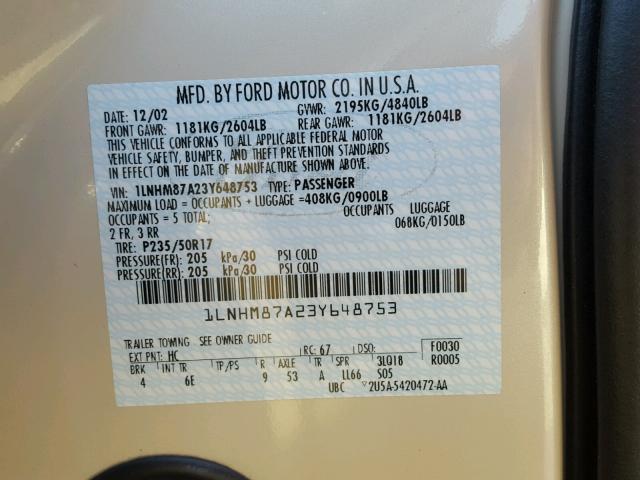 MFD. BY FORD MOTOR CO. IN U.S.A.
DATE: 12/02 GVWR: 2195KG/4840LB
FRONT GAWR: 1181KG/2604LB REAR GAWR: 1181KG/2604LB
THIS VEHICLE CONFORMS TO ALL APPLICABLE FEDERAL MOTOR
VEHICLE SAFETY, BUMPER, AND THEFT PREVENTION STANDARDS
IN EFFECT ON THE DATE OF MANUFACTURE SHOWN ABOVE.
VIN: 1LNHM87A23Y648753 TYPE: PASSENGER
MAXIMUM LOAD = OCCUPANTS + LUGGAGE =408KG/0900LB
OCCUPANTS = 5 TOTAL; OCCUPANTS LUGGAGE
2 FR, 3 RR 068KG/0150LB
TIRE: P235/50R17
PRESSURE(FR): 205 kPa/30 PSI COLD
PRESSURE(RR): 205 kPa/30 PSI COLD
1LNHM87A23Y648753
TRAILER TOWING: SEE OWNER GUIDE
EXT PNT: HC RC: 67 DSO: F0030
BRK INT TR TP/PS R AXLE TR SPR 3LQ18 R0005
4 6E 9 53 A LL66 S05
UBC 2U5A-5420472-AA